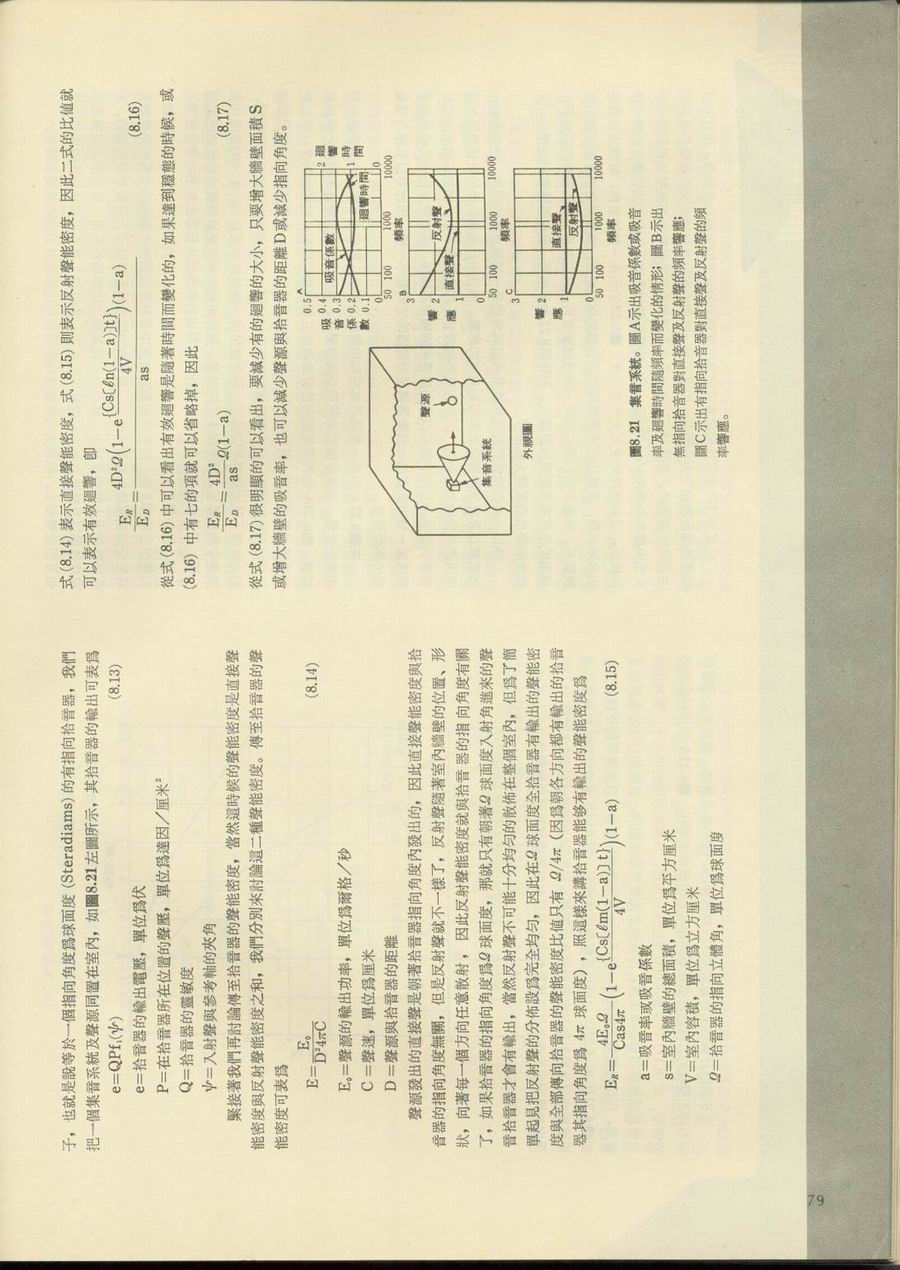 子，也就是說等於一個指向角度爲球面度 (Steradiams) 的有指向拾音器，我們
把一個集音系統及聲源同置在室內，如圖8.21左圖所示，其拾音器的輸出可表爲
e=QPf₁(ψ) (8.13)
e=拾音器的輸出電壓，單位爲伏
P=在拾音器所在位置的聲壓，單位爲達因／厘米²
Q=拾音器的靈敏度
ψ=入射聲與參考軸的夾角
緊接著我們再討論傳至拾音器的聲能密度，當然這時候的聲能密度是直接聲
能密度與反射聲能密度之和，我們分別來討論這二種聲能密度。傳至拾音器的聲
能密度可表爲
E=E₀/D²4πC (8.14)
E₀=聲源的輸出功率，單位爲爾格／秒
C=聲速，單位爲厘米
D=聲源與拾音器的距離
聲源發出的直接聲是朝著拾音器指向角度內發出的，因此直接聲能密度與拾
音器的指向角度無關，但是反射聲就不一樣了，反射聲隨著室內牆壁的位置、形
狀，向著每一個方向任意散射，因此反射聲能密度就與拾音器的指向角度有關
了，如果拾音器的指向角度爲Ω球面度，那就只有朝著Ω球面度入射角進來的聲
音拾音器才會有輸出，當然反射聲不可能十分均勻的散佈在整個室內，但爲了簡
單起見把反射聲的分佈設爲完全均勻，因此在Ω球面度全拾音器有輸出的聲能密
度與全部傳向拾音器的聲能密度比值只有 Ω/4π（因爲朝各方向都有輸出的拾音
器其指向角度爲 4π 球面度），照這樣來講拾音器能夠有輸出的聲能密度爲
E_R=4E₀Ω/Cas4π (1−e^{Cs[ℓm(1−a)]t}/4V)(1−a) (8.15)
a=吸音率或吸音係數
s=室內牆壁的總面積，單位爲平方厘米
V=室內容積，單位爲立方厘米
Ω=拾音器的指向立體角，單位爲球面度
式 (8.14) 表示直接聲能密度，式 (8.15) 則表示反射聲能密度，因此二式的比值就
可以表示有效廻響，卽
E_R/E_D=4D²Ω(1−e^{Cs[ℓn(1−a)]t}/4V)(1−a)/as (8.16)
從式 (8.16) 中可以看出有效廻響是隨著時間而變化的，如果達到穩態的時候，或
(8.16) 中有七的項就可以省略掉，因此
E_R/E_D=4D²/as Ω(1−a) (8.17)
從式 (8.17) 很明顯的可以看出，要減少有的廻響的大小，只要增大牆壁面積 S
或增大牆壁的吸音率，也可以減少聲源與拾音器的距離 D 或減少指向角度。
聲源
集音系統
外視圖
A
0.5
0.4
0.3
0.2
0.1
0
吸音係數
吸音係數
廻響時間
2
1
0
廻響時間
50 100 1000 10000
頻率
B
3
2
1
0
響應
反射聲
直接聲
50 100 1000 10000
頻率
C
3
2
1
0
響應
直接聲
反射聲
50 100 1000 10000
頻率
圖8.21 集音系統。圖A示出吸音係數或吸音
率及廻響時間隨頻率而變化的情形；圖B示出
無指向拾音器對直接聲及反射聲的頻率響應；
圖C示出有指向拾音器對直接聲及反射聲的頻
率響應。
79